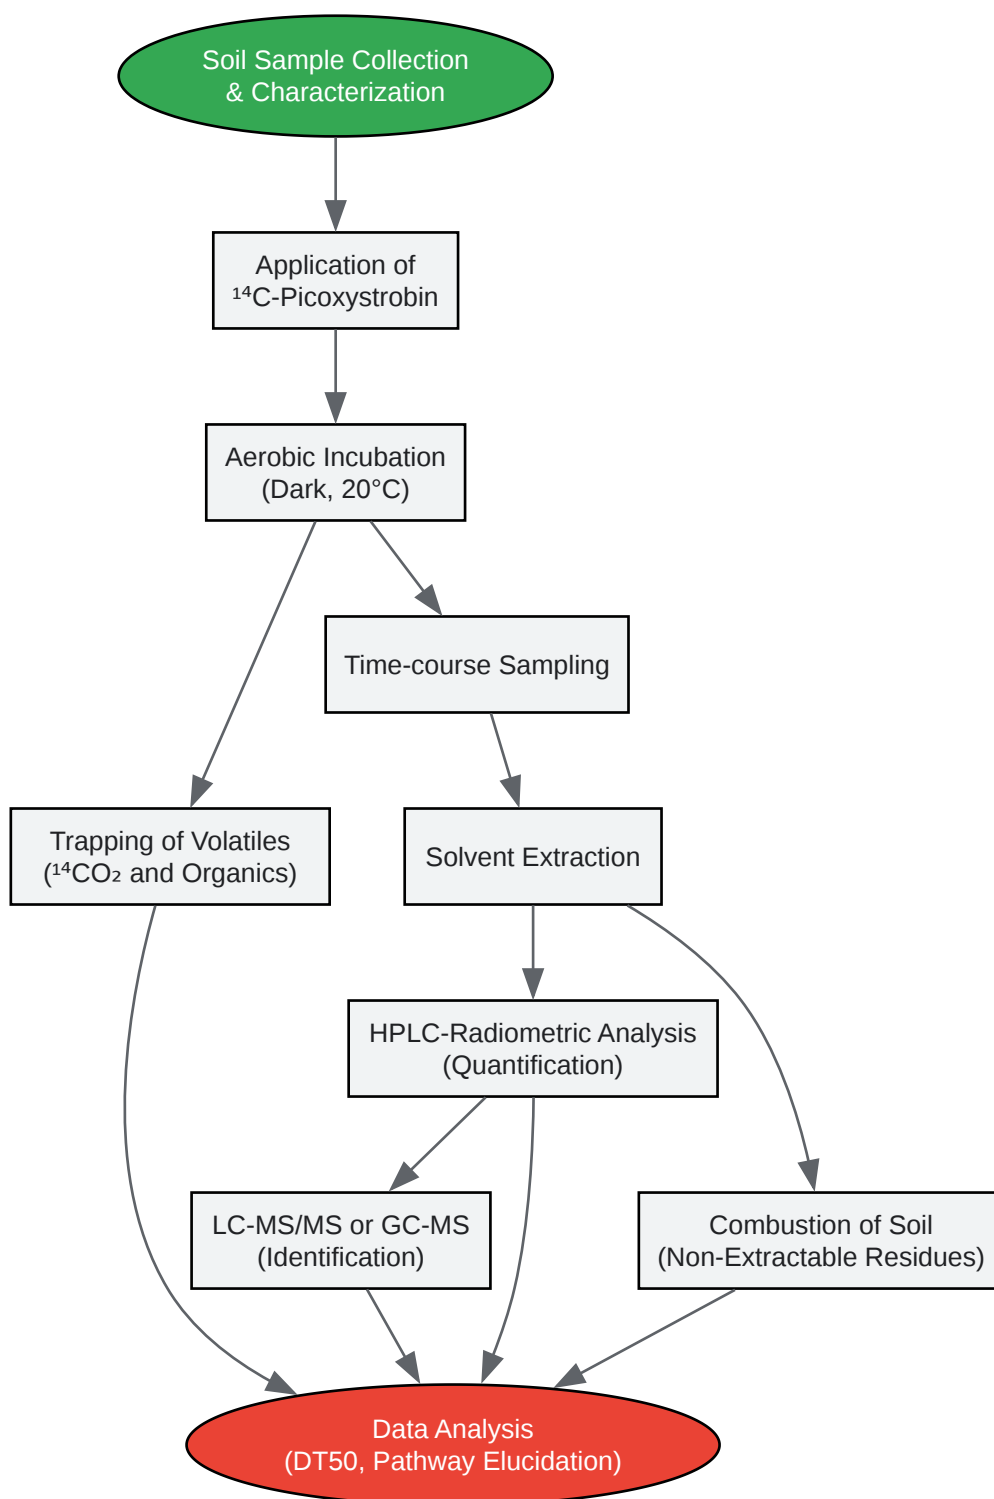 Soil Sample Collection
& Characterization
Application of
¹⁴C-Picoxystrobin
Aerobic Incubation
(Dark, 20°C)
Time-course Sampling
Trapping of Volatiles
(¹⁴CO₂ and Organics)
Solvent Extraction
HPLC-Radiometric Analysis
(Quantification)
LC-MS/MS or GC-MS
(Identification)
Combustion of Soil
(Non-Extractable Residues)
Data Analysis
(DT50, Pathway Elucidation)